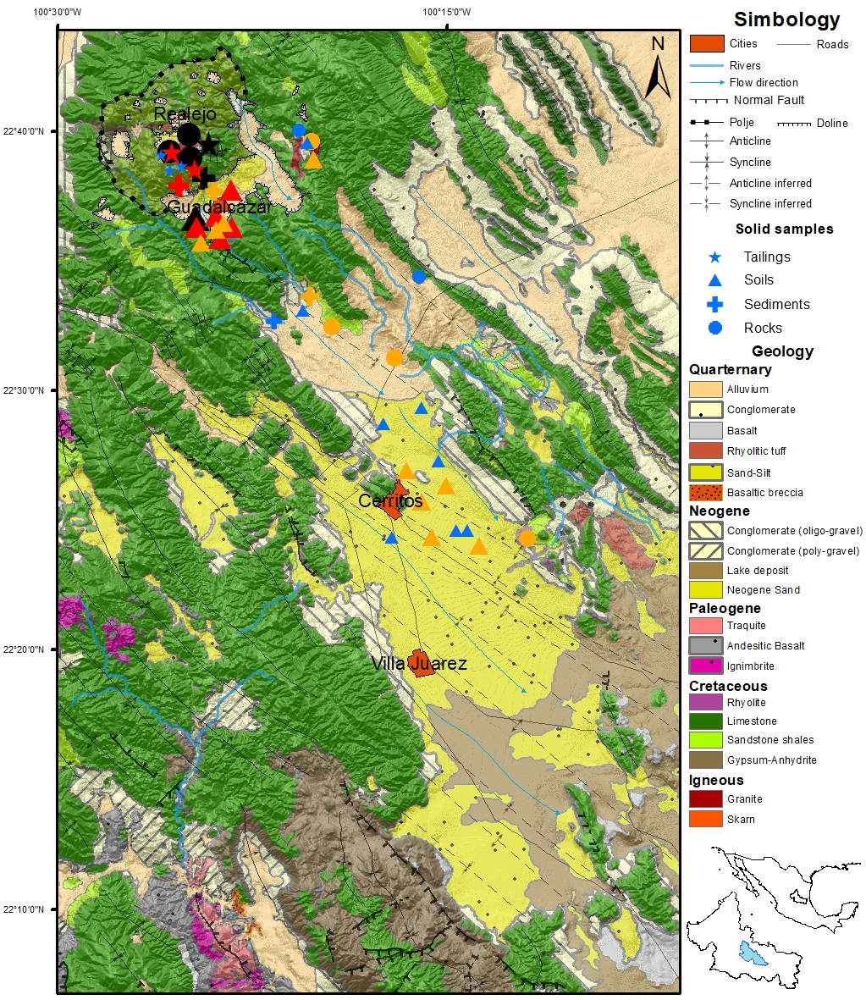 100°30'0"W
100°15'0"W
22°40'0"N
22°30'0"N
22°20'0"N
22°10'0"N
N
Realejo
Guadalcázar
Cerritos
Villa Juarez
Simbology
Cities
Roads
Rivers
Flow direction
Normal Fault
Polje
Doline
Anticline
Syncline
Anticline inferred
Syncline inferred
Solid samples
Tailings
Soils
Sediments
Rocks
Geology
Quarternary
Alluvium
Conglomerate
Basalt
Rhyolitic tuff
Sand-Silt
Basaltic breccia
Neogene
Conglomerate (oligo-gravel)
Conglomerate (poly-gravel)
Lake deposit
Neogene Sand
Paleogene
Traquite
Andesitic Basalt
Ignimbrite
Cretaceous
Rhyolite
Limestone
Sandstone shales
Gypsum-Anhydrite
Igneous
Granite
Skarn